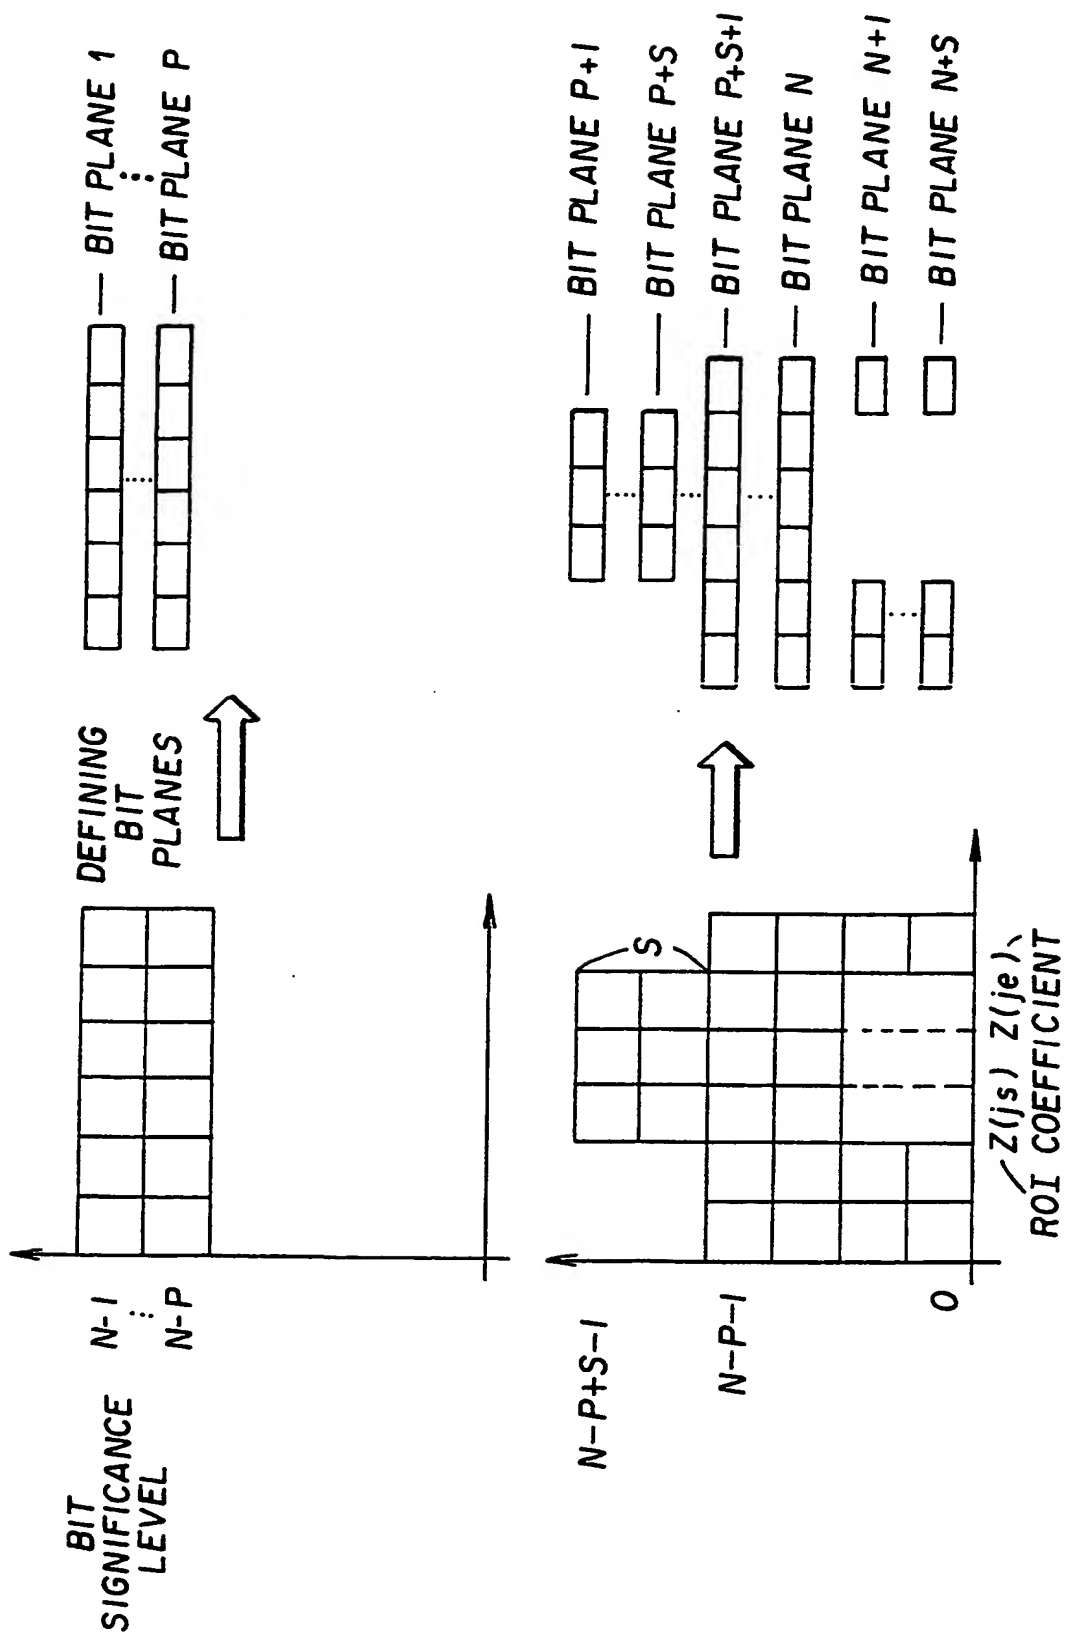 BIT
SIGNIFICANCE
LEVEL
N-1
⋮
N-P
DEFINING
BIT
PLANES
BIT PLANE 1
⋮
BIT PLANE P
N-P+S-1
N-P-1
0
S
Z(js) Z(je)
ROI COEFFICIENT
BIT PLANE P+1
BIT PLANE P+S
BIT PLANE P+S+1
BIT PLANE N
BIT PLANE N+1
BIT PLANE N+S